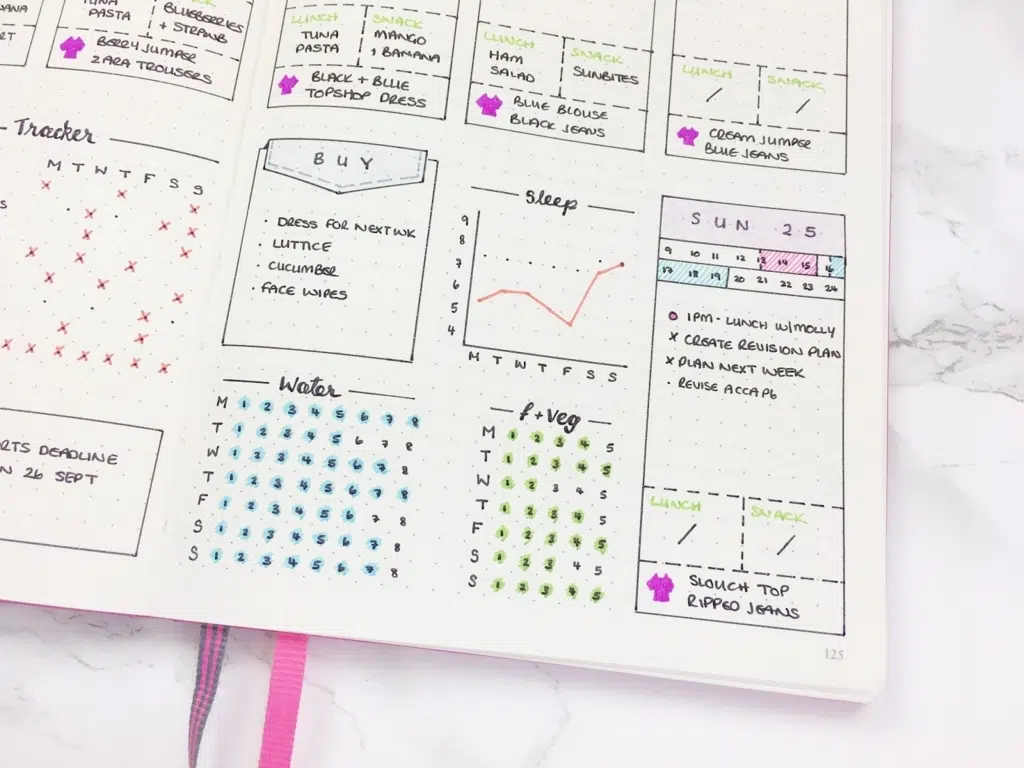 TUNA
PASTA
BLUEBERRIES
+ STRAWB
BERRY JUMPER
ZARA TROUSERS
LUNCH
TUNA
PASTA
SNACK
MANGO
+ BANANA
BLACK + BLUE
TOPSHOP DRESS
LUNCH
HAM
SALAD
SNACK
SUNBITES
BLUE BLOUSE
BLACK JEANS
LUNCH
/
SNACK
/
CREAM JUMPER
BLUE JEANS
Tracker
M T W T F S S
DEADLINE
26 SEPT
BUY
· DRESS FOR NEXT WK
· LUTTICE
· CUCUMBER
· FACE WIPES
Sleep
9
8
7
6
5
4
M T W T F S S
Water
M 1 2 3 4 5 6 7 8
T 1 2 3 4 5 6 7 8
W 1 2 3 4 5 6 7 8
T 1 2 3 4 5 6 7 8
F 1 2 3 4 5 6 7 8
S 1 2 3 4 5 6 7 8
S 1 2 3 4 5 6 7 8
f + veg
M 1 2 3 4 5
T 1 2 3 4 5
W 1 2 3 4 5
T 1 2 3 4 5
F 1 2 3 4 5
S 1 2 3 4 5
S 1 2 3 4 5
SUN 25
9 10 11 12 13 14 15 16
17 18 19 20 21 22 23 24
1PM - LUNCH W/MOLLY
x CREATE REVISION PLAN
x PLAN NEXT WEEK
· REVISE ACCAP6
LUNCH
/
SNACK
/
SLOUCH TOP
RIPPED JEANS
125